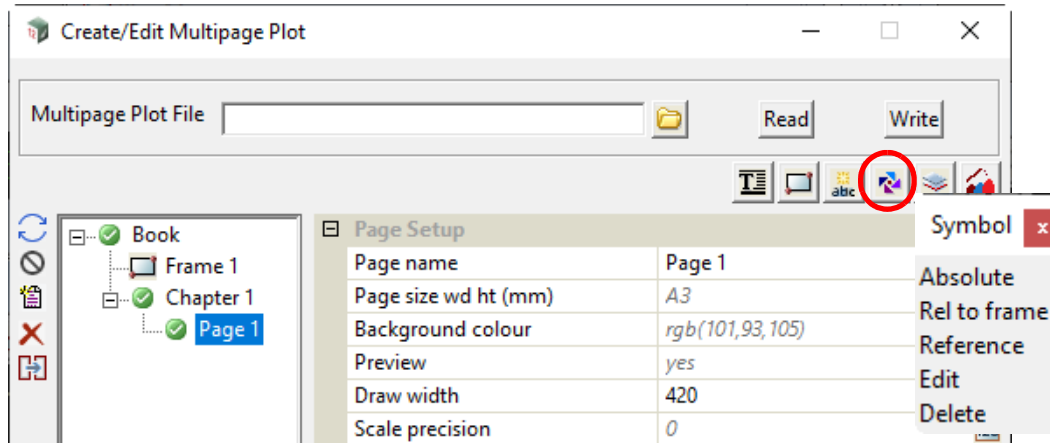 Create/Edit Multipage Plot
Multipage Plot File
Read
Write
abc
Book
Frame 1
Chapter 1
Page 1
Page Setup
Page name Page 1
Page size wd ht (mm) A3
Background colour rgb(101,93,105)
Preview yes
Draw width 420
Scale precision 0
Symbol x
Absolute
Rel to frame
Reference
Edit
Delete